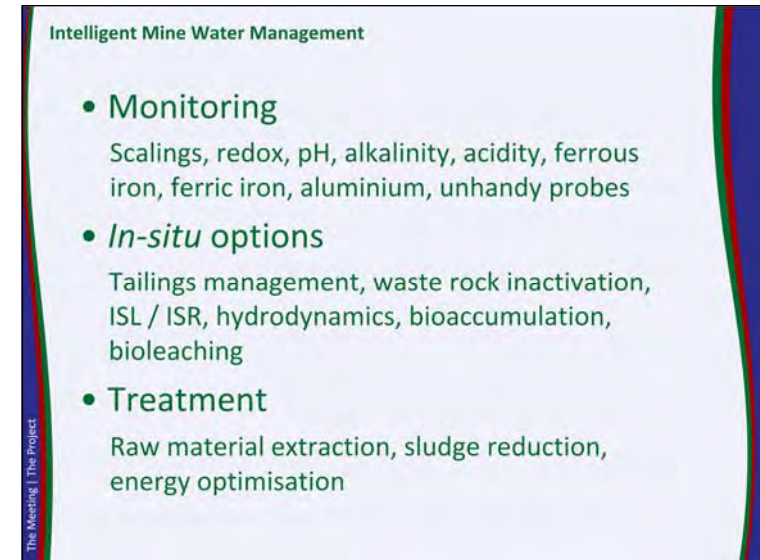 Intelligent Mine Water Management
• Monitoring
Scalings, redox, pH, alkalinity, acidity, ferrous
iron, ferric iron, aluminium, unhandy probes
• In-situ options
Tailings management, waste rock inactivation,
ISL / ISR, hydrodynamics, bioaccumulation,
bioleaching
• Treatment
Raw material extraction, sludge reduction,
energy optimisation
The Meeting | The Project